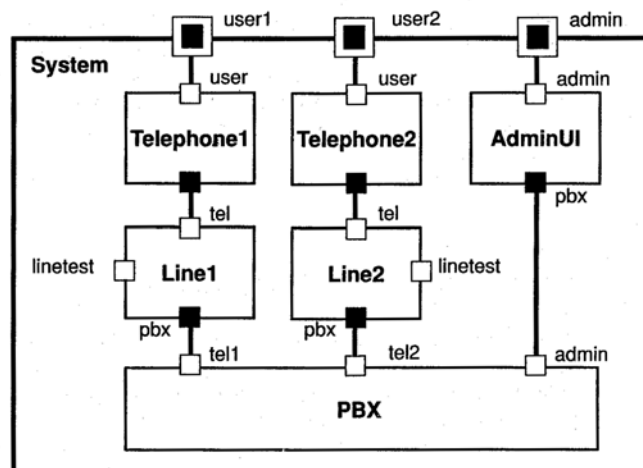 user1 user2 admin
System
user user admin
Telephone1 Telephone2 AdminUI
pbx
tel tel
linetest Line1 Line2 linetest
pbx pbx
tel1 tel2 admin
PBX